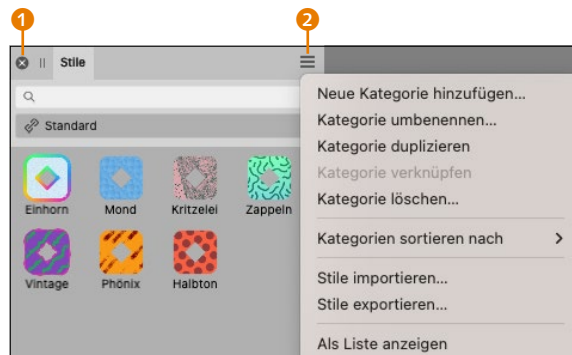 1 2
Stile
Standard
Einhorn Mond Kritzelei Zappeln
Vintage Phönix Halbton
Neue Kategorie hinzufügen...
Kategorie umbenennen...
Kategorie duplizieren
Kategorie verknüpfen
Kategorie löschen...
Kategorien sortieren nach
Stile importieren...
Stile exportieren...
Als Liste anzeigen